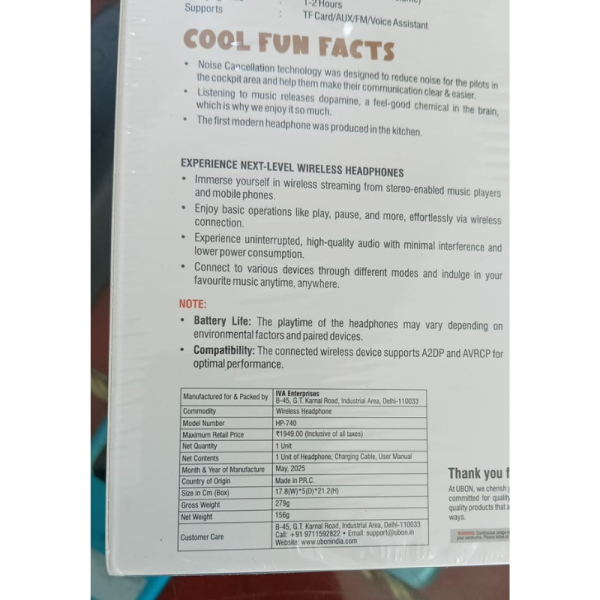 1-2 Hours
Supports : TF Card/AUX/FM/Voice Assistant
COOL FUN FACTS
• Noise Cancellation technology was designed to reduce noise for the pilots in
the cockpit area and help them make their communication clear & easier.
• Listening to music releases dopamine, a feel-good chemical in the brain,
which is why we enjoy it so much.
• The first modern headphone was produced in the kitchen.
EXPERIENCE NEXT-LEVEL WIRELESS HEADPHONES
• Immerse yourself in wireless streaming from stereo-enabled music players
and mobile phones.
• Enjoy basic operations like play, pause, and more, effortlessly via wireless
connection.
• Experience uninterrupted, high-quality audio with minimal interference and
lower power consumption.
• Connect to various devices through different modes and indulge in your
favourite music anytime, anywhere.
NOTE:
• Battery Life: The playtime of the headphones may vary depending on
environmental factors and paired devices.
• Compatibility: The connected wireless device supports A2DP and AVRCP for
optimal performance.
Manufactured for & Packed by IVA Enterprises
B-45, G.T. Karnal Road, Industrial Area, Delhi-110033
Commodity Wireless Headphone
Model Number HP-740
Maximum Retail Price ₹1949.00 (Inclusive of all taxes)
Net Quantity 1 Unit
Net Contents 1 Unit of Headphone, Charging Cable, User Manual
Month & Year of Manufacture May, 2025
Country of Origin Made in P.R.C.
Size in Cm (Box) 17.8(W)*5(D)*21.2(H)
Gross Weight 279g
Net Weight 156g
Customer Care B-45, G.T. Karnal Road, Industrial Area, Delhi-110033
Call: +91 9711592822 • Email: support@ubon.in
Website: www.ubonindia.com
Thank you f
At UBON, we cherish
committed for quality
quality products that a
ways.